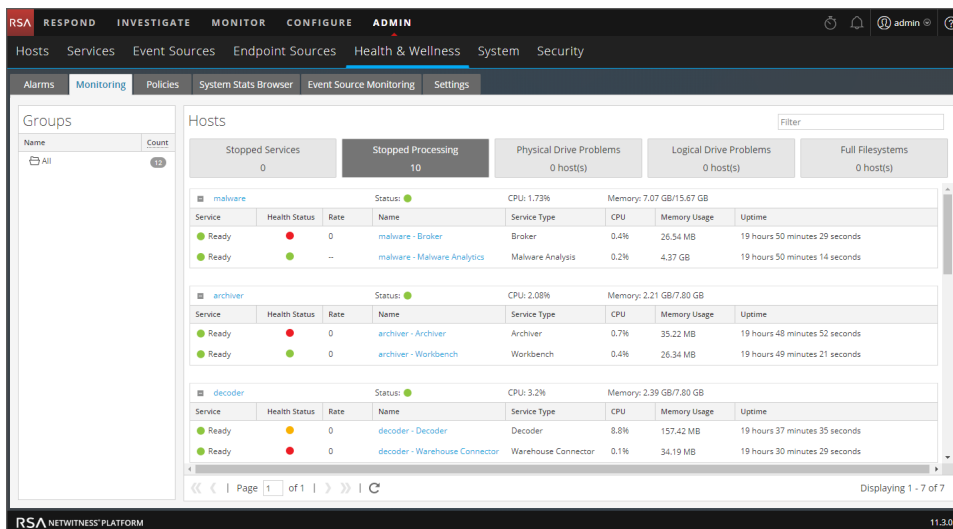 RSA RESPOND INVESTIGATE MONITOR CONFIGURE ADMIN admin
Hosts Services Event Sources Endpoint Sources Health & Wellness System Security
Alarms Monitoring Policies System Stats Browser Event Source Monitoring Settings
Groups
Name Count
All 12
Hosts Filter
Stopped Services Stopped Processing Physical Drive Problems Logical Drive Problems Full Filesystems
0 10 0 host(s) 0 host(s) 0 host(s)
malware Status: CPU: 1.73% Memory: 7.07 GB/15.67 GB
Service Health Status Rate Name Service Type CPU Memory Usage Uptime
Ready 0 malware - Broker Broker 0.4% 26.54 MB 19 hours 50 minutes 29 seconds
Ready -- malware - Malware Analytics Malware Analysis 0.2% 4.37 GB 19 hours 50 minutes 14 seconds
archiver Status: CPU: 2.08% Memory: 2.21 GB/7.80 GB
Service Health Status Rate Name Service Type CPU Memory Usage Uptime
Ready 0 archiver - Archiver Archiver 0.7% 35.22 MB 19 hours 48 minutes 52 seconds
Ready 0 archiver - Workbench Workbench 0.4% 26.34 MB 19 hours 49 minutes 21 seconds
decoder Status: CPU: 3.2% Memory: 2.39 GB/7.80 GB
Service Health Status Rate Name Service Type CPU Memory Usage Uptime
Ready 0 decoder - Decoder Decoder 8.8% 157.42 MB 19 hours 37 minutes 35 seconds
Ready 0 decoder - Warehouse Connector Warehouse Connector 0.1% 34.19 MB 19 hours 30 minutes 29 seconds
Page 1 of 1 Displaying 1 - 7 of 7
RSA NETWITNESS® PLATFORM 11.3.0